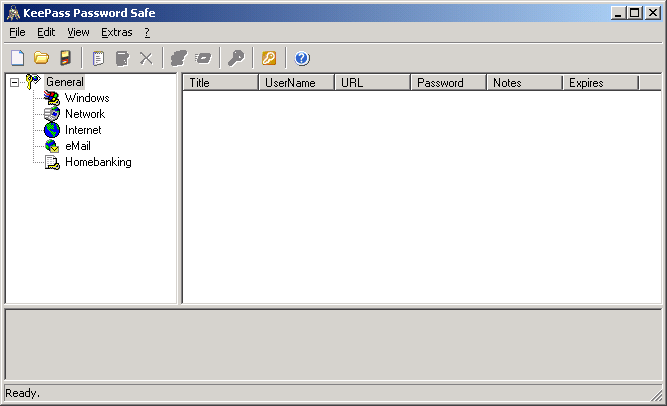 KeePass Password Safe
File Edit View Extras ?
General
Windows
Network
Internet
eMail
Homebanking
Title UserName URL Password Notes Expires
Ready.